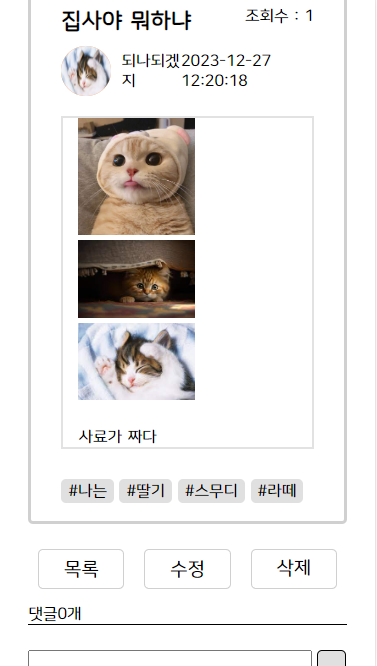 집사야 뭐하냐
조회수 : 1
되나되겠
지
2023-12-27
12:20:18
사료가 짜다
#나는 #딸기 #스무디 #라떼
목록 수정 삭제
댓글0개